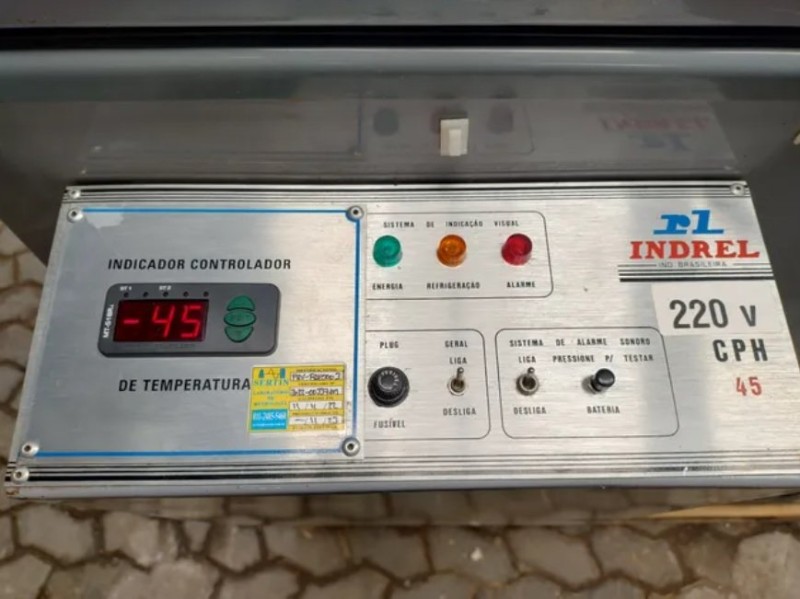 SISTEMA DE INDICAÇÃO VISUAL
ENERGIA REFRIGERAÇÃO ALARME
INDREL
IND. BRASILEIRA
220 V
CPH
45
INDICADOR CONTROLADOR
-45
DE TEMPERATURA
SERTIN
PLUG
FUSÍVEL
GERAL
LIGA
DESLIGA
SISTEMA DE ALARME SONORO
LIGA PRESSIONE P/ TESTAR
DESLIGA BATERIA